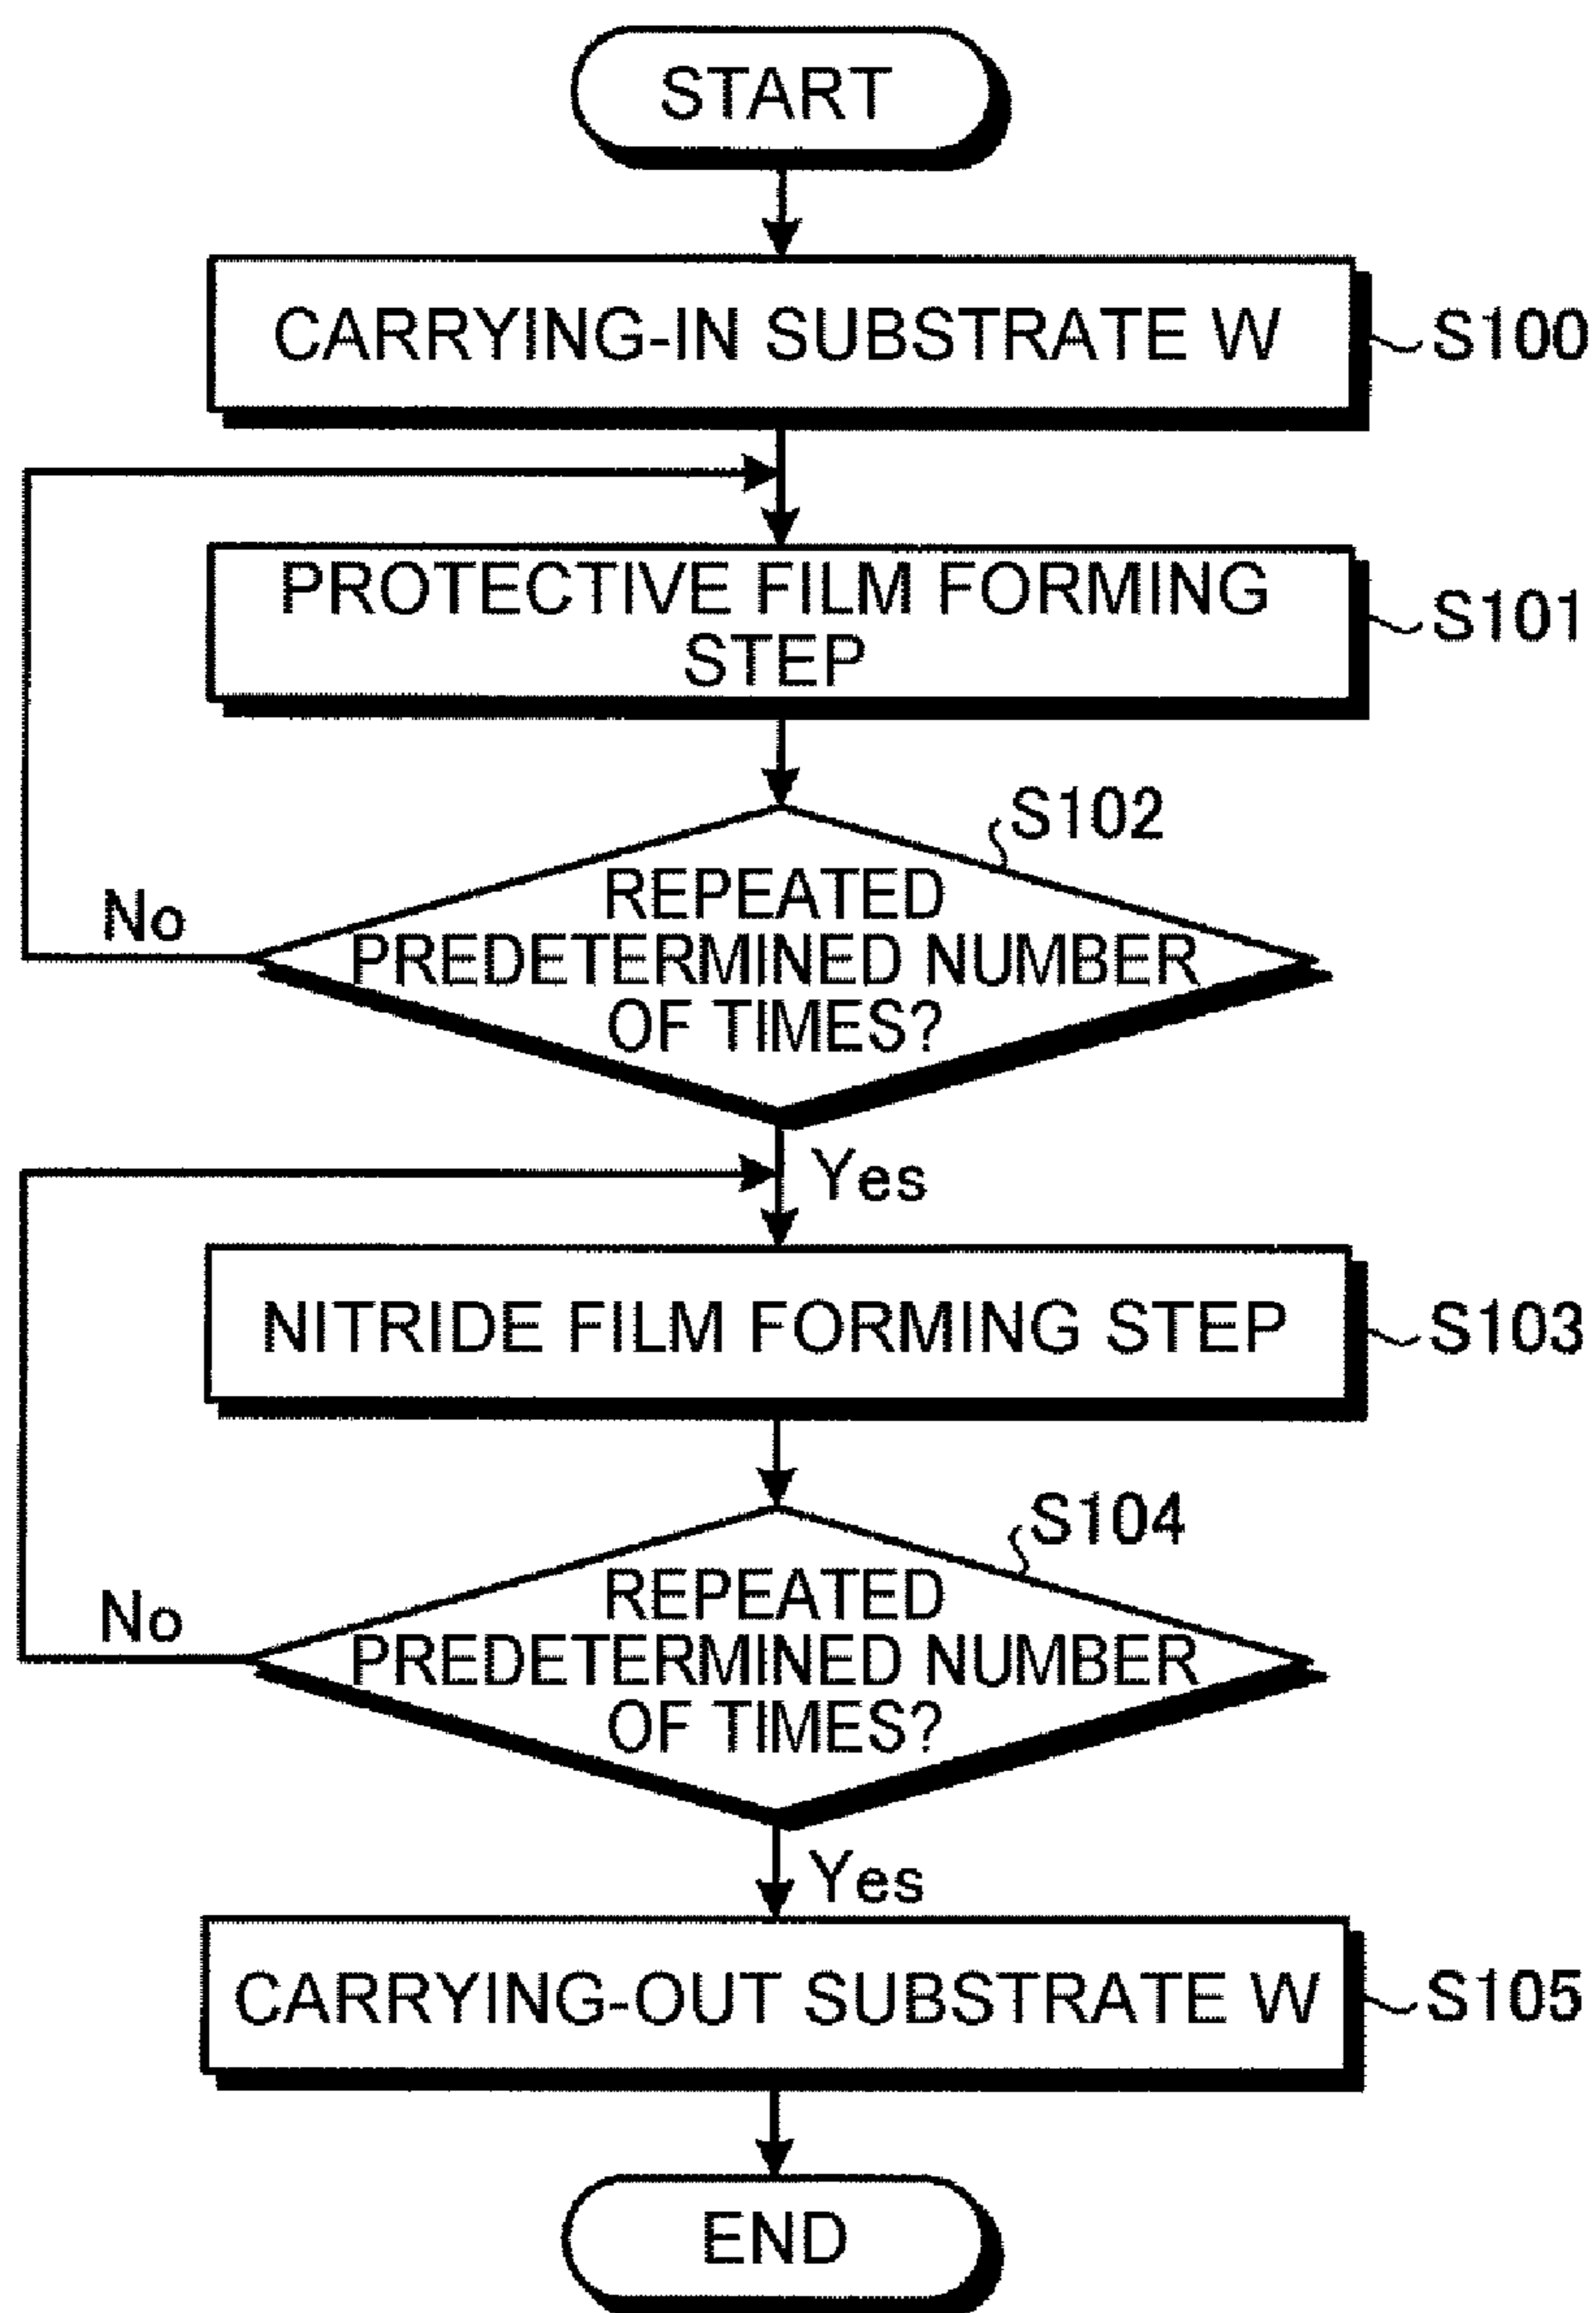 START
CARRYING-IN SUBSTRATE W
S100
PROTECTIVE FILM FORMING
STEP
S101
S102
REPEATED
PREDETERMINED NUMBER
OF TIMES?
No
Yes
NITRIDE FILM FORMING STEP
S103
S104
REPEATED
PREDETERMINED NUMBER
OF TIMES?
No
Yes
CARRYING-OUT SUBSTRATE W
S105
END